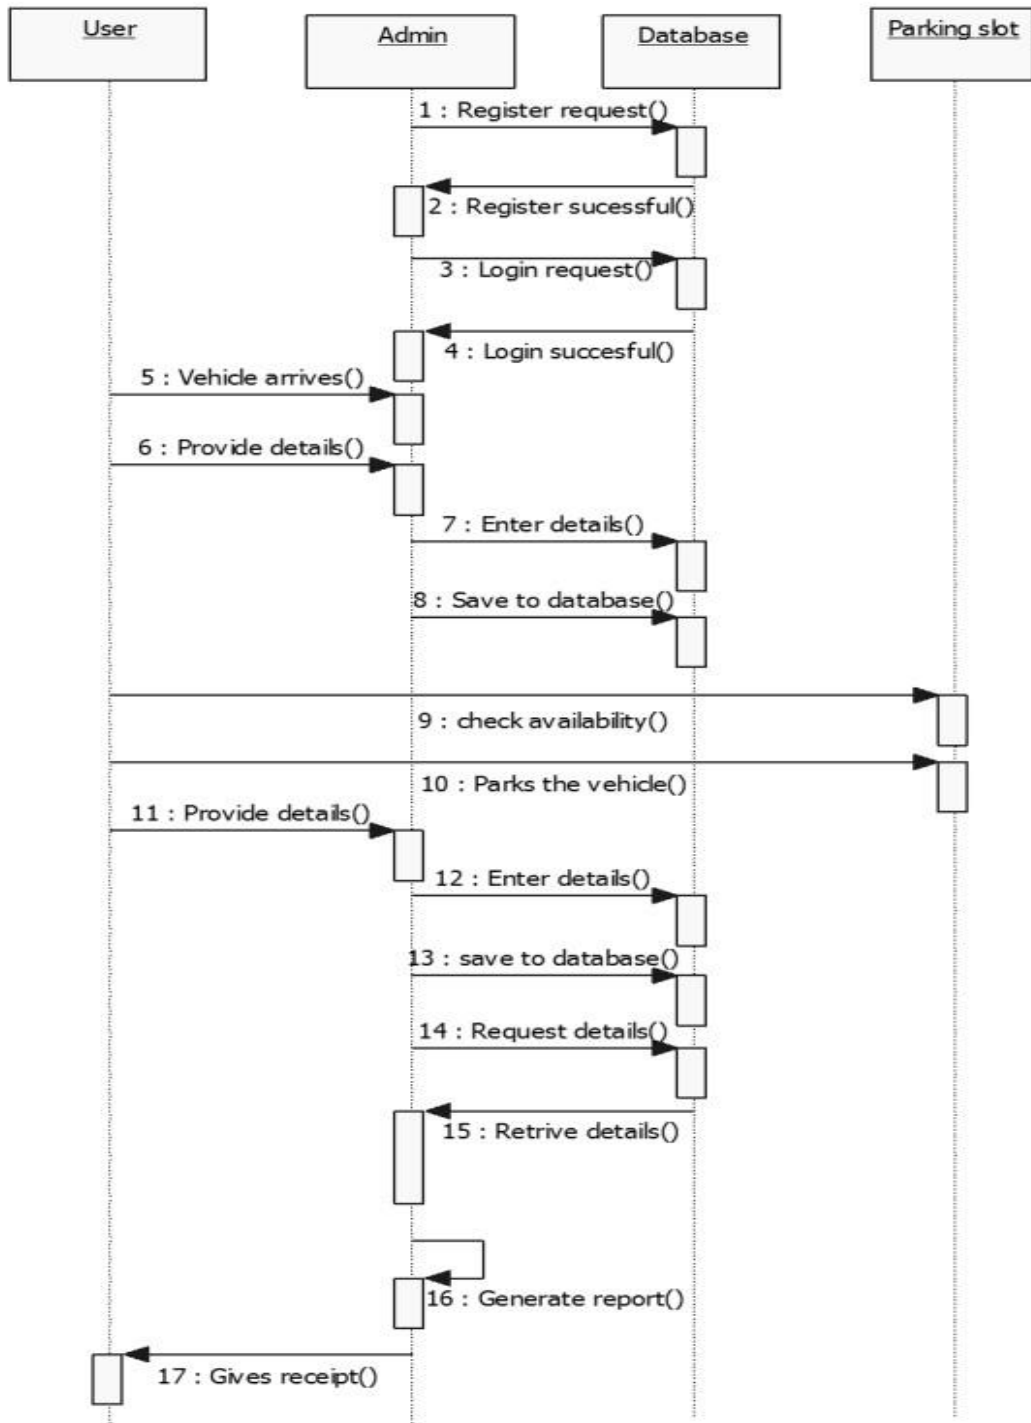 User
Admin
Database
Parking slot
1 : Register request()
2 : Register sucessful()
3 : Login request()
4 : Login succesful()
5 : Vehicle arrives()
6 : Provide details()
7 : Enter details()
8 : Save to database()
9 : check availability()
10 : Parks the vehicle()
11 : Provide details()
12 : Enter details()
13 : save to database()
14 : Request details()
15 : Retrive details()
16 : Generate report()
17 : Gives receipt()